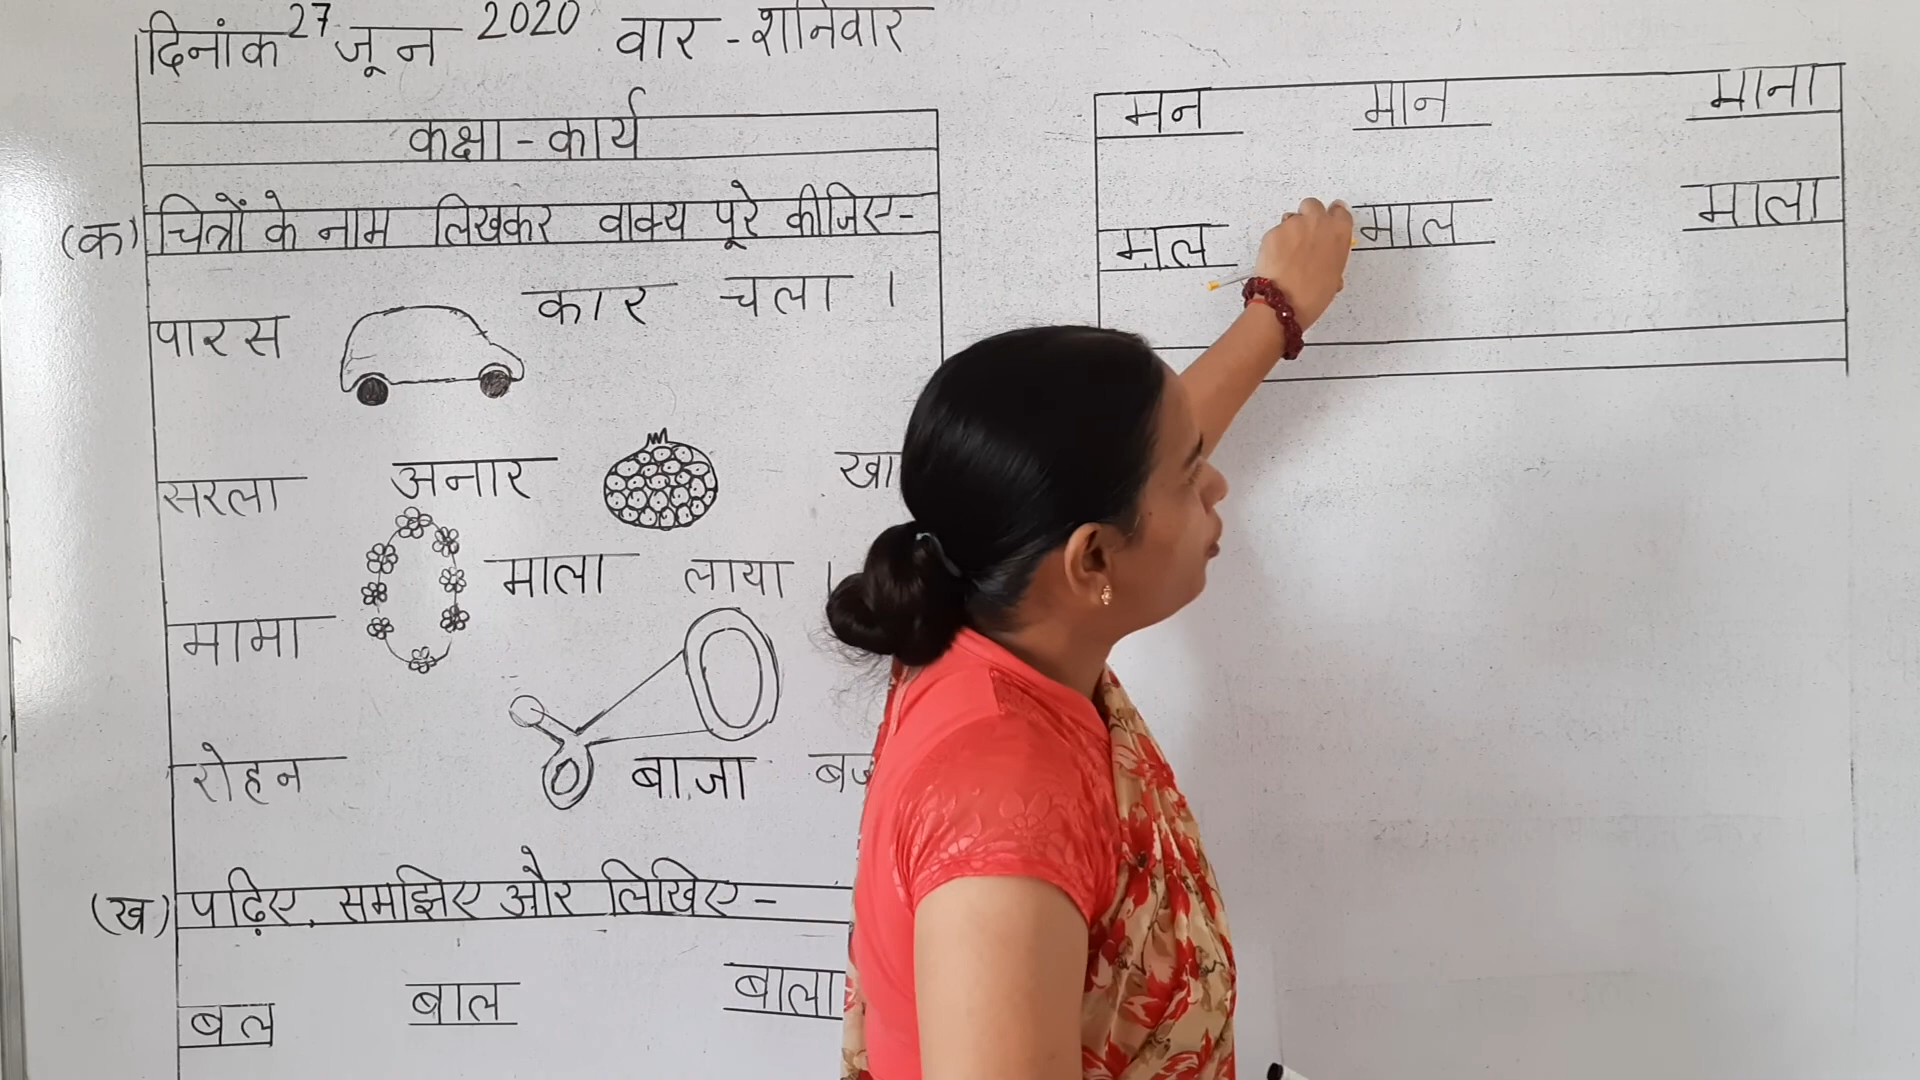 दिनांक 27 जून 2020 वार - शनिवार
कक्षा - कार्य
(क) चित्रों के नाम लिखकर वाक्य पूरे कीजिए-
पारस कार चला ।
सरला अनार खा
मामा माला लाया ।
रोहन बाजा
(ख) पढ़िए, समझिए और लिखिए -
बल बाल बाला
मन मान माना
मल माल माला